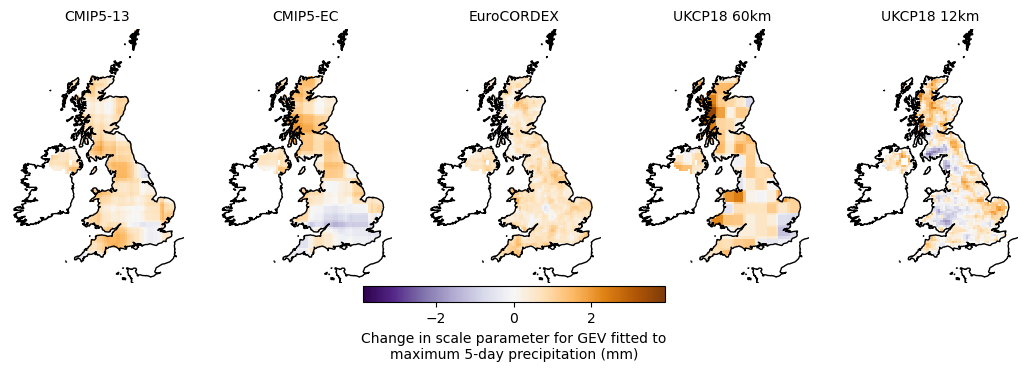 CMIP5-13
CMIP5-EC
EuroCORDEX
UKCP18 60km
UKCP18 12km
−2
0
2
Change in scale parameter for GEV fitted to
maximum 5-day precipitation (mm)